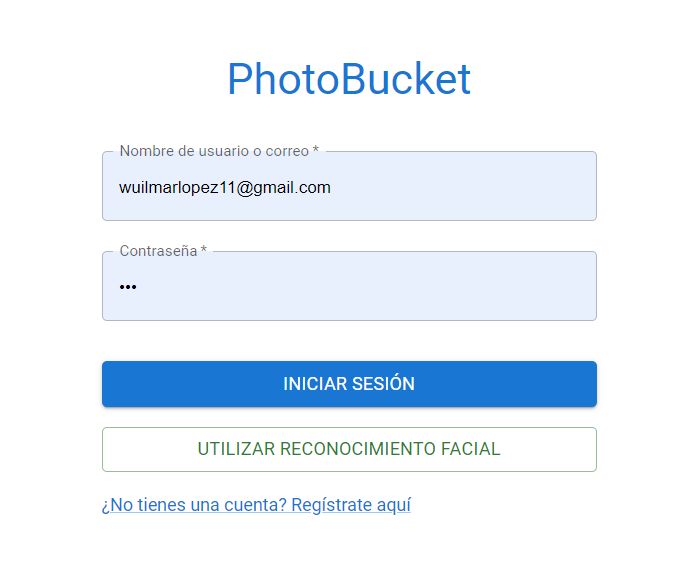 PhotoBucket
Nombre de usuario o correo *
wuilmarlopez11@gmail.com
Contraseña *
•••
INICIAR SESIÓN
UTILIZAR RECONOCIMIENTO FACIAL
¿No tienes una cuenta? Regístrate aquí